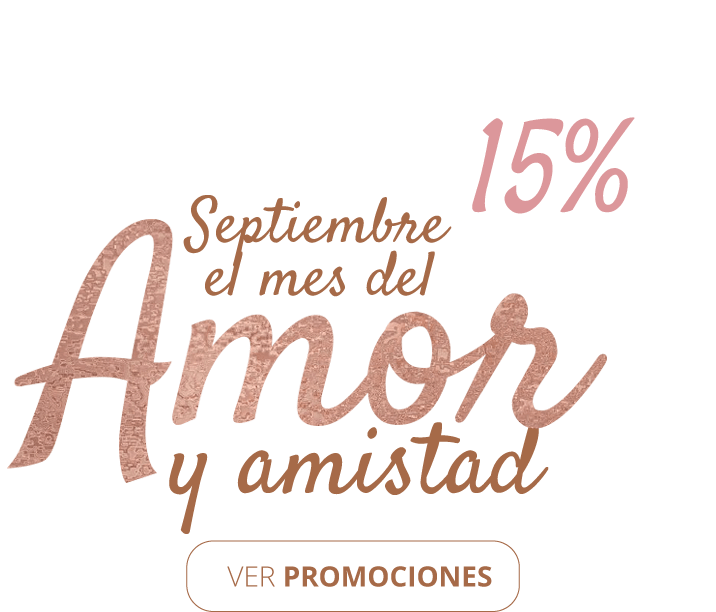 15%
Septiembre
el mes del
Amor
y amistad
VER PROMOCIONES